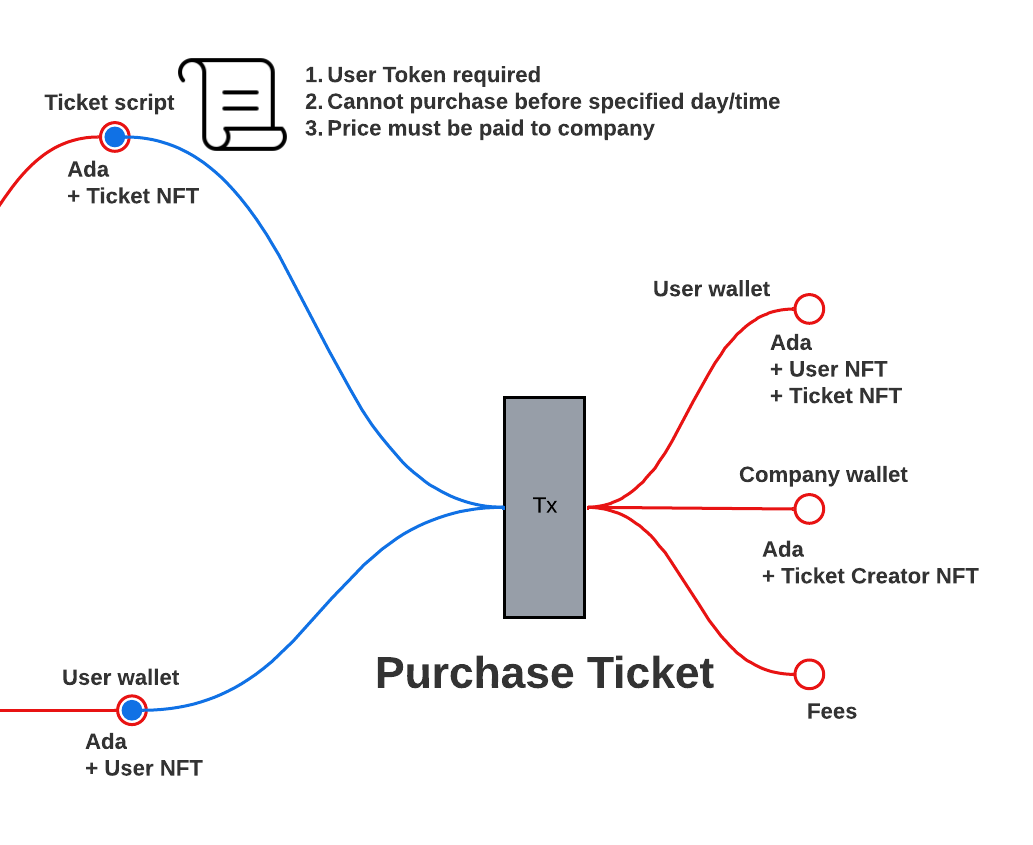 Ticket script
1. User Token required
2. Cannot purchase before specified day/time
3. Price must be paid to company
Ada
+ Ticket NFT
User wallet
Ada
+ User NFT
+ Ticket NFT
Company wallet
Tx
Ada
+ Ticket Creator NFT
Purchase Ticket
User wallet
Fees
Ada
+ User NFT